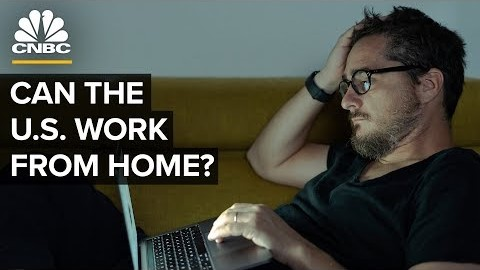 CNBC
CAN THE
U.S. WORK
FROM HOME?